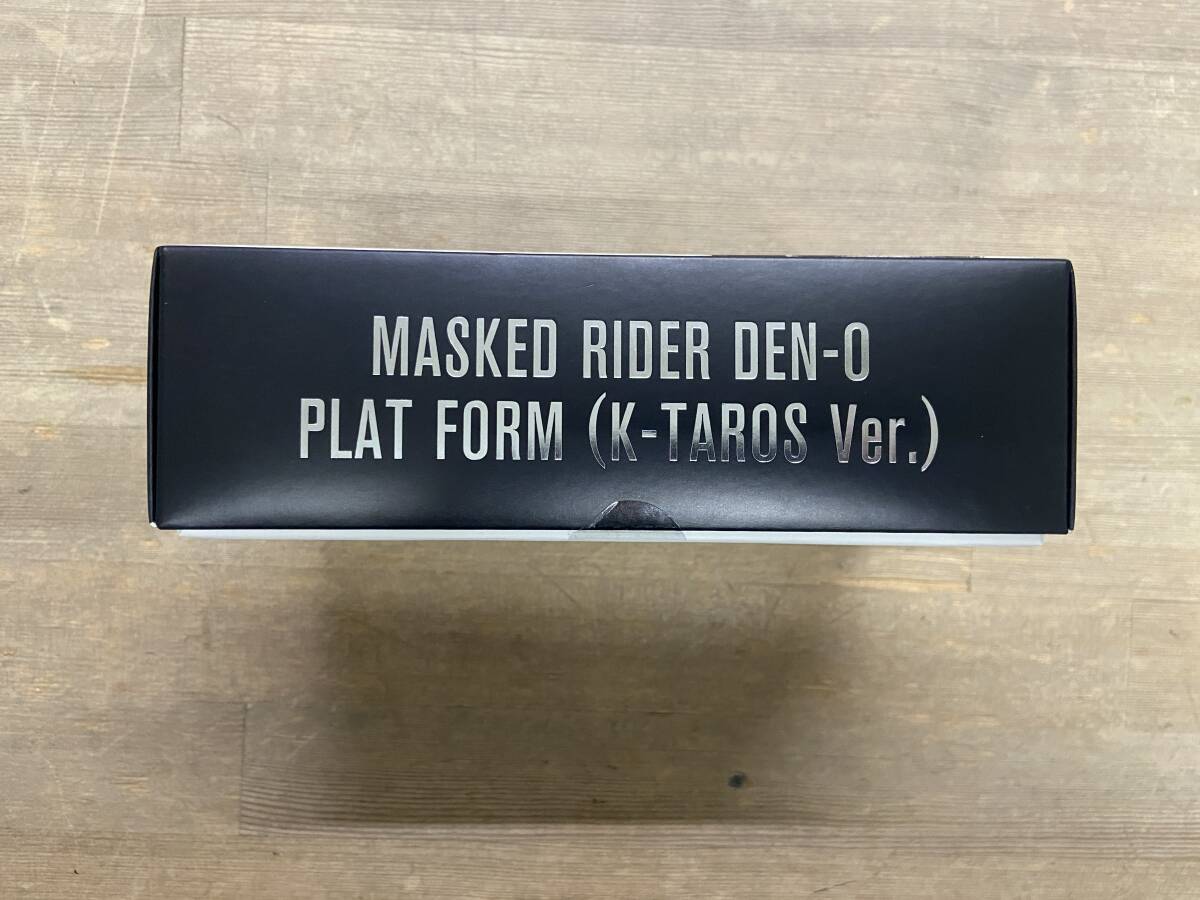 MASKED RIDER DEN-O
PLAT FORM (K-TAROS Ver.)